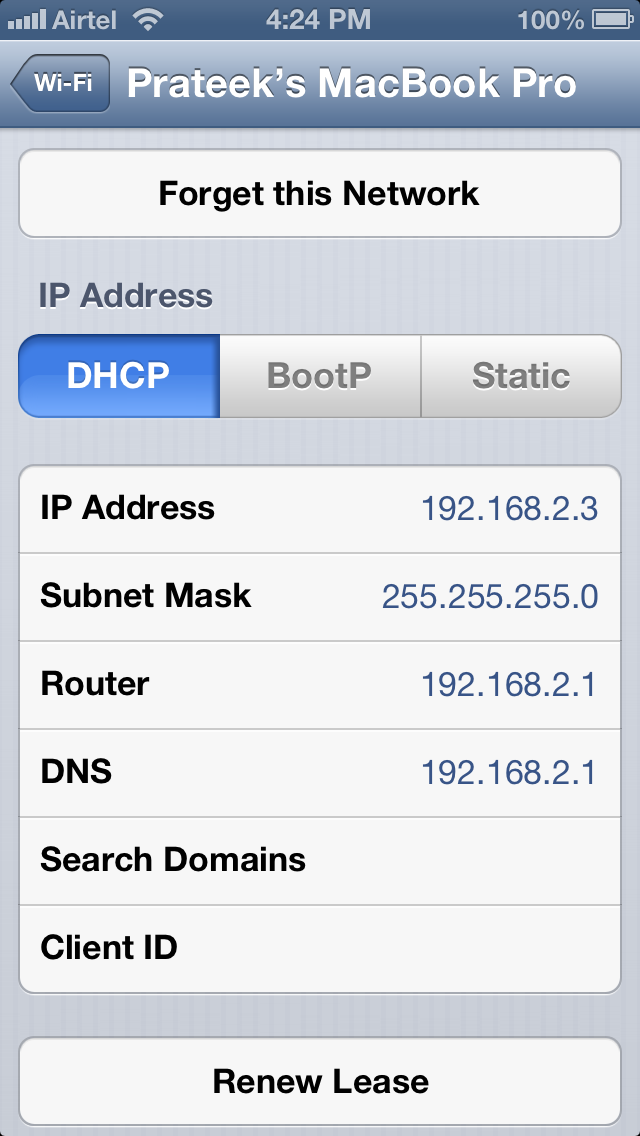 Airtel 4:24 PM 100%
Wi-Fi Prateek’s MacBook Pro
Forget this Network
IP Address
DHCP BootP Static
IP Address 192.168.2.3
Subnet Mask 255.255.255.0
Router 192.168.2.1
DNS 192.168.2.1
Search Domains
Client ID
Renew Lease